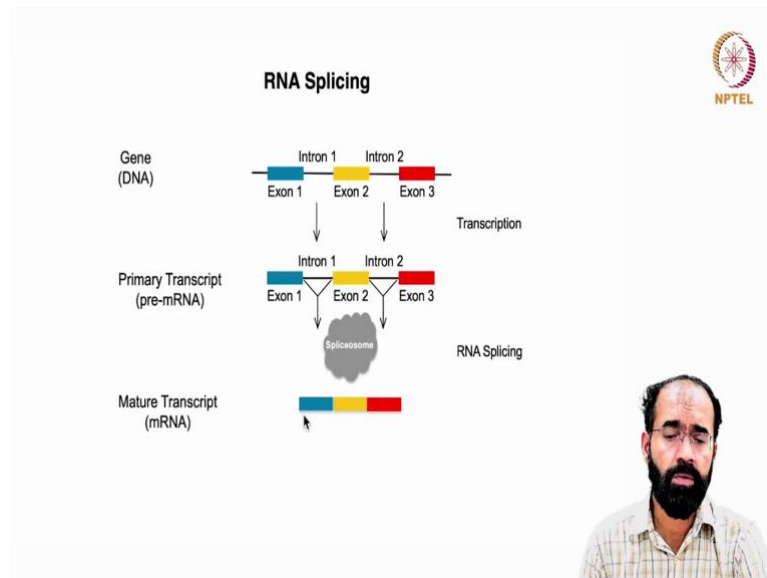 NPTEL
RNA Splicing
Gene
(DNA)
Intron 1 Intron 2
Exon 1 Exon 2 Exon 3
Transcription
Primary Transcript
(pre-mRNA)
Intron 1 Intron 2
Exon 1 Exon 2 Exon 3
Spliceosome
RNA Splicing
Mature Transcript
(mRNA)